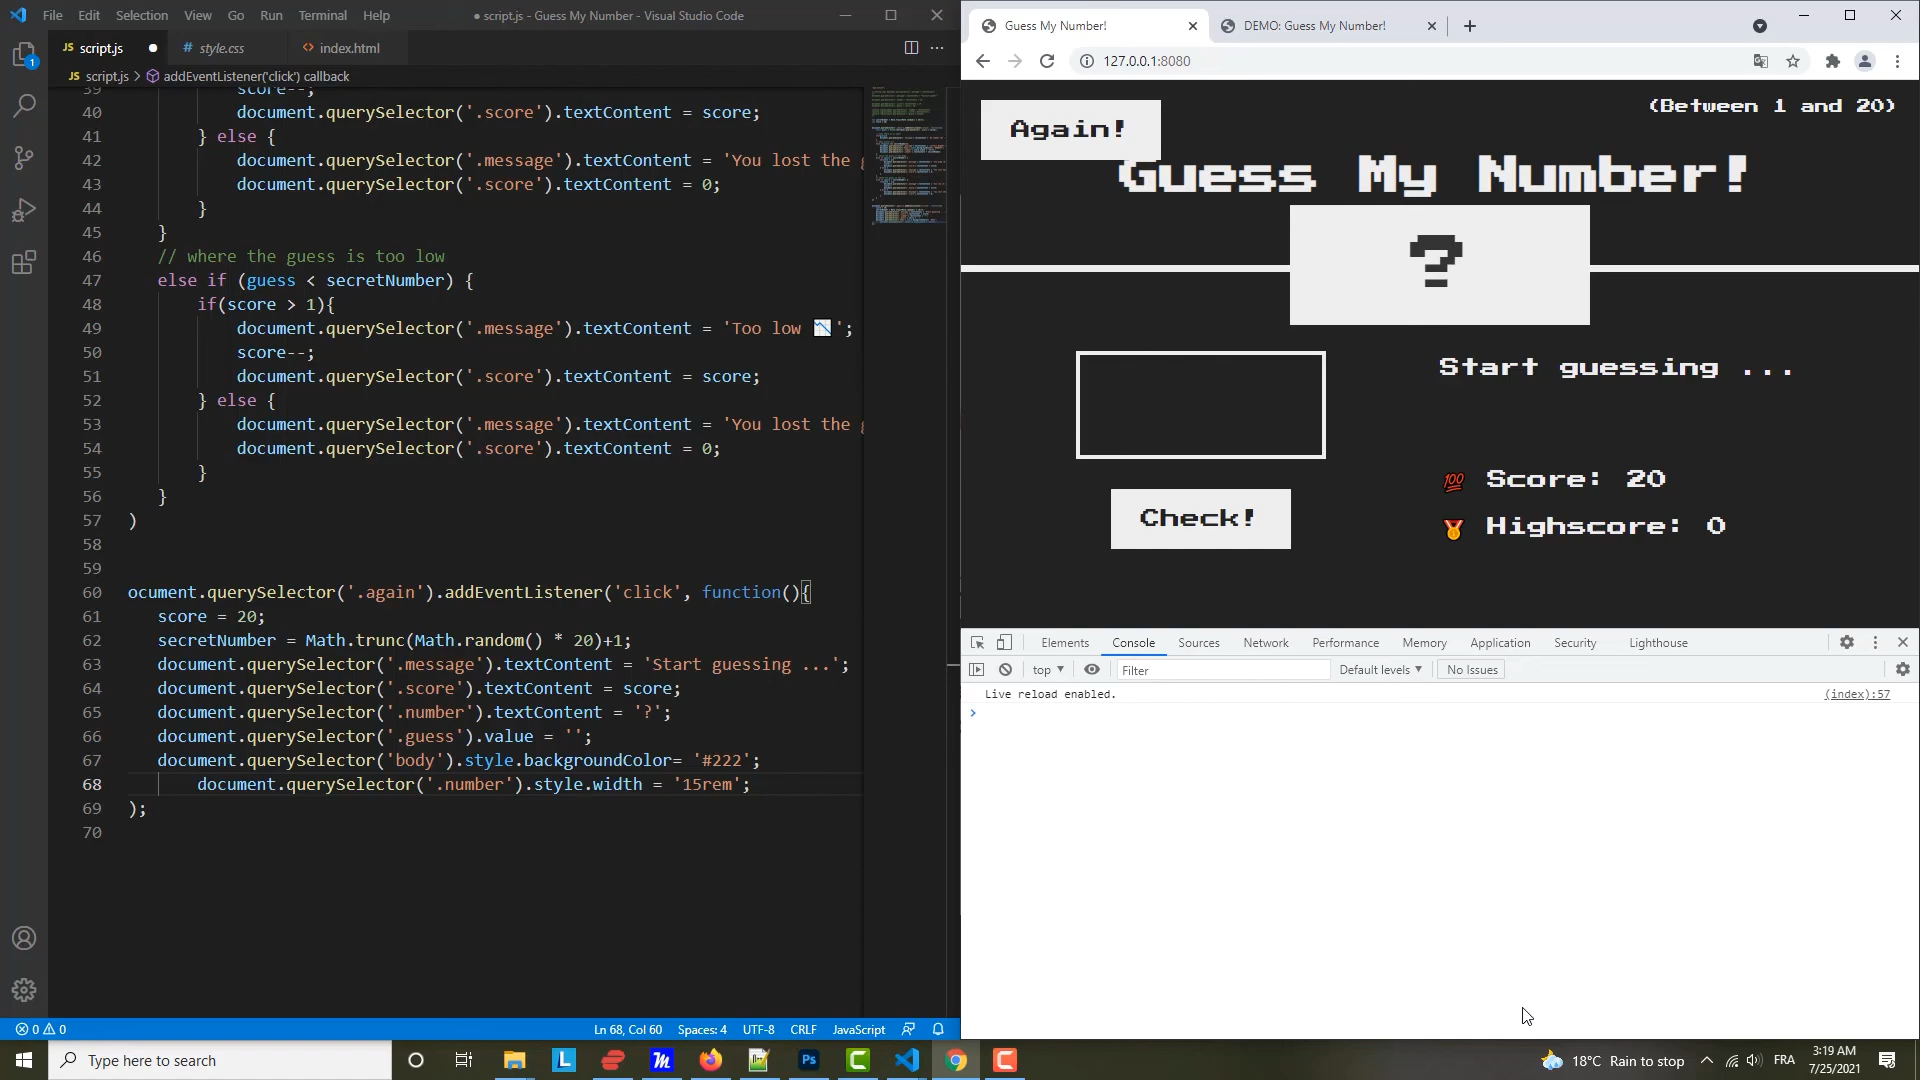 File Edit Selection View Go Run Terminal Help
● script.js - Guess My Number - Visual Studio Code
JS script.js ●
# style.css
<> index.html
JS script.js > addEventListener('click') callback
39 score--;
40 document.querySelector('.score').textContent = score;
41 } else {
42 document.querySelector('.message').textContent = 'You lost the
43 document.querySelector('.score').textContent = 0;
44 }
45 }
46 // where the guess is too low
47 else if (guess < secretNumber) {
48 if(score > 1){
49 document.querySelector('.message').textContent = 'Too low 📉';
50 score--;
51 document.querySelector('.score').textContent = score;
52 } else {
53 document.querySelector('.message').textContent = 'You lost the
54 document.querySelector('.score').textContent = 0;
55 }
56 }
57 )
58
59
60 ocument.querySelector('.again').addEventListener('click', function(){
61 score = 20;
62 secretNumber = Math.trunc(Math.random() * 20)+1;
63 document.querySelector('.message').textContent = 'Start guessing ...';
64 document.querySelector('.score').textContent = score;
65 document.querySelector('.number').textContent = '?';
66 document.querySelector('.guess').value = '';
67 document.querySelector('body').style.backgroundColor= '#222';
68 document.querySelector('.number').style.width = '15rem';
69 );
70
1
0 0
Ln 68, Col 60 Spaces: 4 UTF-8 CRLF JavaScript
Guess My Number!
DEMO: Guess My Number!
127.0.0.1:8080
Again!
(Between 1 and 20)
Guess My Number!
?
Start guessing ...
Check!
💯 Score: 20
🥇 Highscore: 0
Elements Console Sources Network Performance Memory Application Security Lighthouse
top Filter Default levels No Issues
Live reload enabled. (index):57
>
Type here to search
L
Ps
C
C
18°C Rain to stop
FRA
3:19 AM
7/25/2021